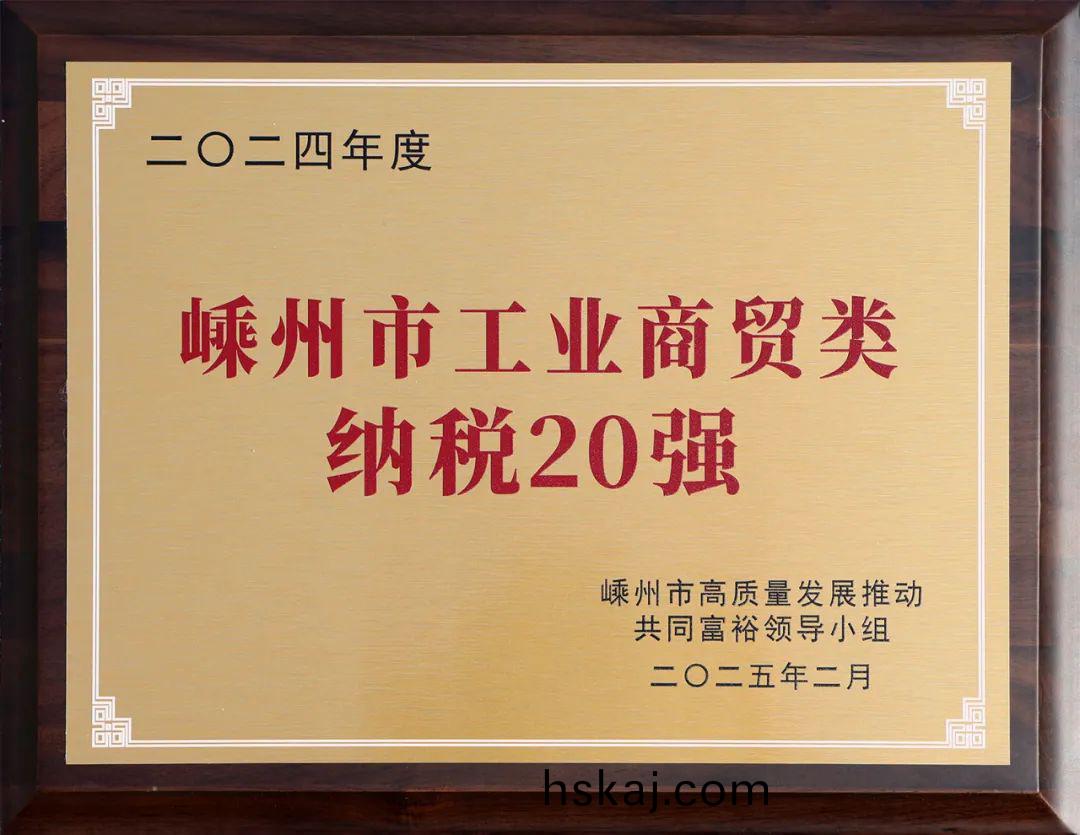 二〇二四年度
嵊州市工业商贸类
纳税20强
嵊州市高质量发展推动
共同富裕领导小组
二〇二五年二月
hskaj.com